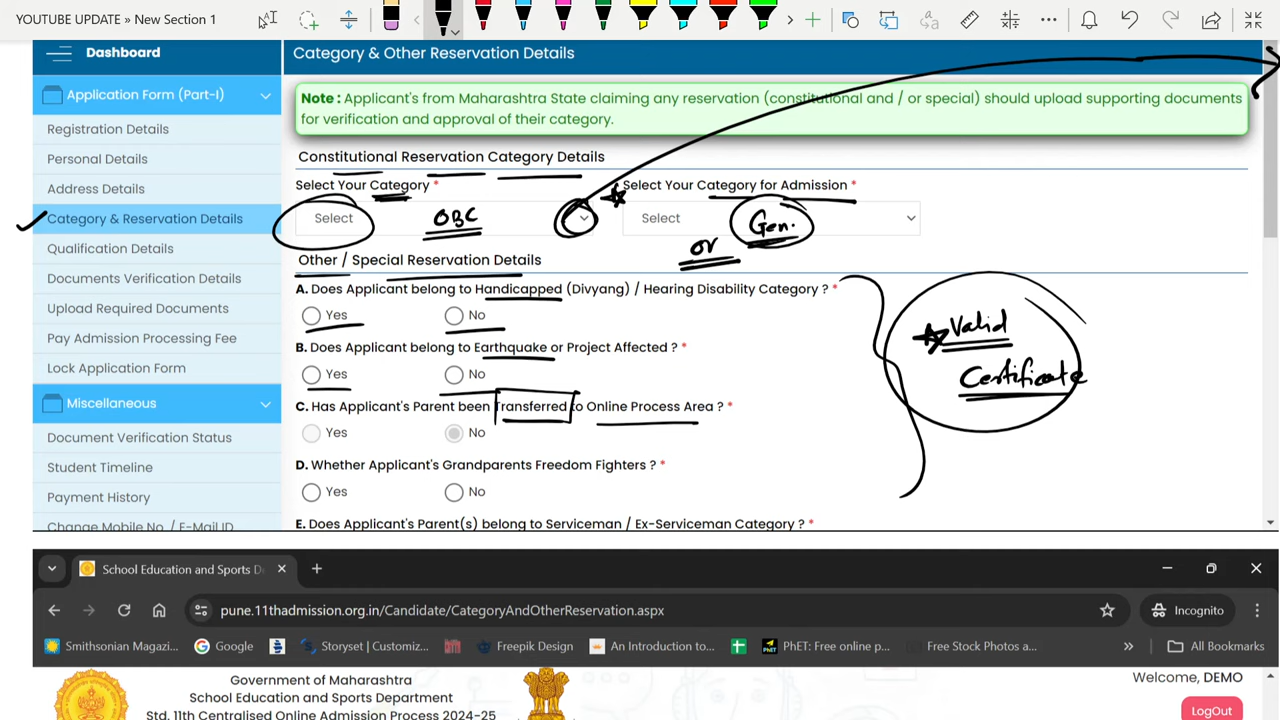 YOUTUBE UPDATE » New Section 1
Dashboard
Application Form (Part-I)
Registration Details
Personal Details
Address Details
Category & Reservation Details
Qualification Details
Documents Verification Details
Upload Required Documents
Pay Admission Processing Fee
Lock Application Form
Miscellaneous
Document Verification Status
Student Timeline
Payment History
Change Mobile No. / E-Mail ID
Category & Other Reservation Details
Note : Applicant's from Maharashtra State claiming any reservation (constitutional and / or special) should upload supporting documents
for verification and approval of their category.
Constitutional Reservation Category Details
Select Your Category *
Select Your Category for Admission *
Select
OBC
Select
Gen.
or
Other / Special Reservation Details
A. Does Applicant belong to Handicapped (Divyang) / Hearing Disability Category ? *
Yes
No
B. Does Applicant belong to Earthquake or Project Affected ? *
Yes
No
C. Has Applicant's Parent been Transferred to Online Process Area ? *
Yes
No
D. Whether Applicant's Grandparents Freedom Fighters ? *
Yes
No
E. Does Applicant's Parent(s) belong to Serviceman / Ex-Serviceman Category ? *
Valid
Certificate
School Education and Sports D
pune.11thadmission.org.in/Candidate/CategoryAndOtherReservation.aspx
Incognito
Smithsonian Magazi...
Google
Storyset | Customiz...
Freepik Design
An Introduction to...
PhET: Free online p...
Free Stock Photos a...
All Bookmarks
Government of Maharashtra
School Education and Sports Department
Std. 11th Centralised Online Admission Process 2024-25
Welcome, DEMO
LogOut